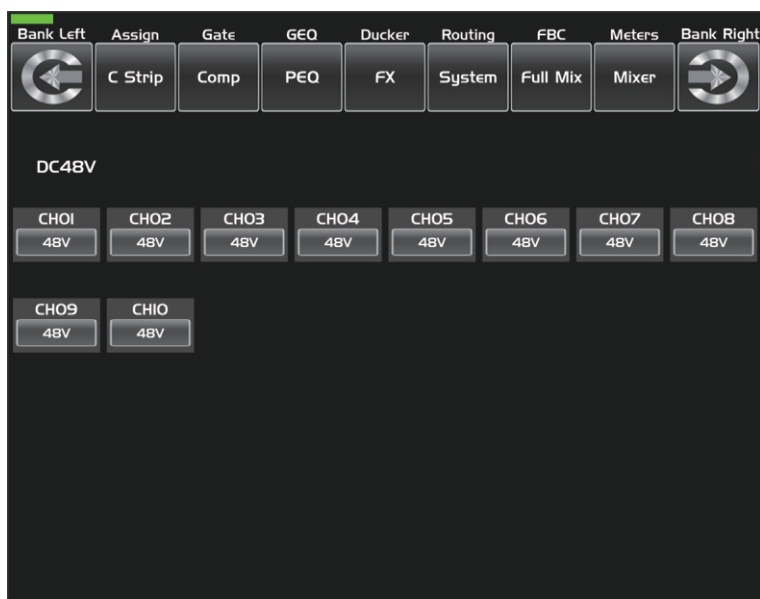 Bank Left Assign Gate GEQ Ducker Routing FBC Meters Bank Right
C Strip Comp PEQ FX System Full Mix Mixer
DC48V
CH01 CH02 CH03 CH04 CH05 CH06 CH07 CH08
48V 48V 48V 48V 48V 48V 48V 48V
CH09 CH10
48V 48V